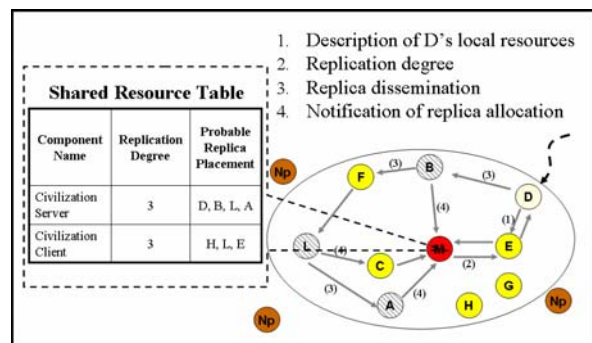 1. Description of D's local resources
2. Replication degree
3. Replica dissemination
4. Notification of replica allocation
Shared Resource Table
Component Name
Replication Degree
Probable Replica Placement
Civilization Server
3
D, B, L, A
Civilization Client
3
H, L, E
Np
F
(3)
B
(3)
D
(4)
(1)
L
(4)
C
M
(2)
E
(3)
A
(4)
H
G
Np
Np